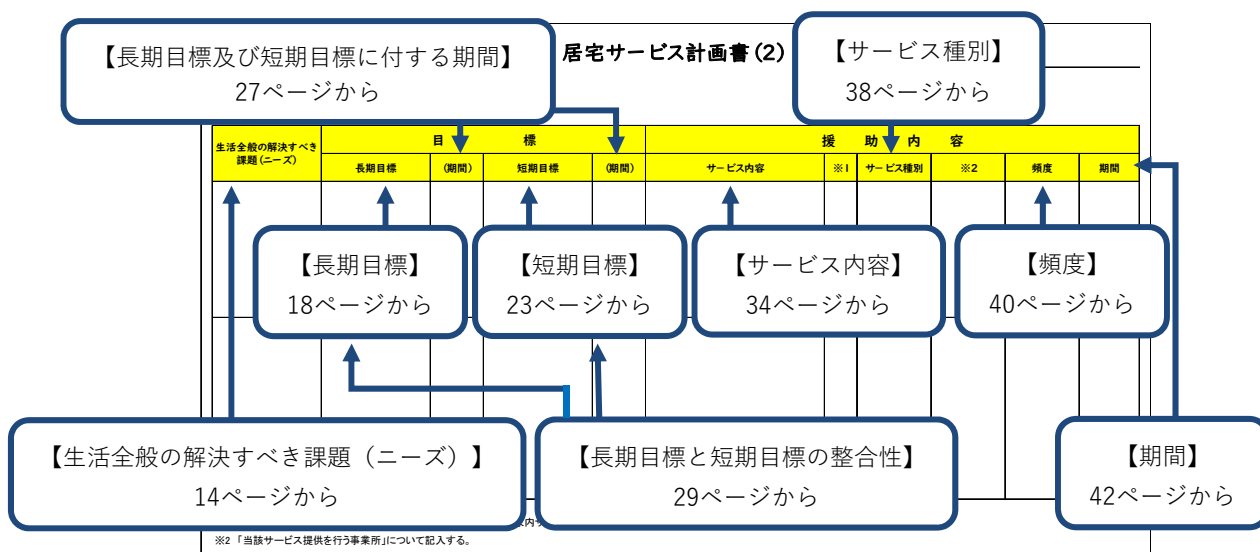 【長期目標及び短期目標に付する期間】
27ページから
居宅サービス計画書(2)
【サービス種別】
38ページから
生活全般の解決すべき
課題(ニーズ)
目 標
援 助 内 容
長期目標 (期間) 短期目標 (期間) サービス内容 ※1 サービス種別 ※2 頻度 期間
【長期目標】
18ページから
【短期目標】
23ページから
【サービス内容】
34ページから
【頻度】
40ページから
【生活全般の解決すべき課題(ニーズ)】
14ページから
【長期目標と短期目標の整合性】
29ページから
【期間】
42ページから
※2 「当該サービス提供を行う事業所」について記入する。